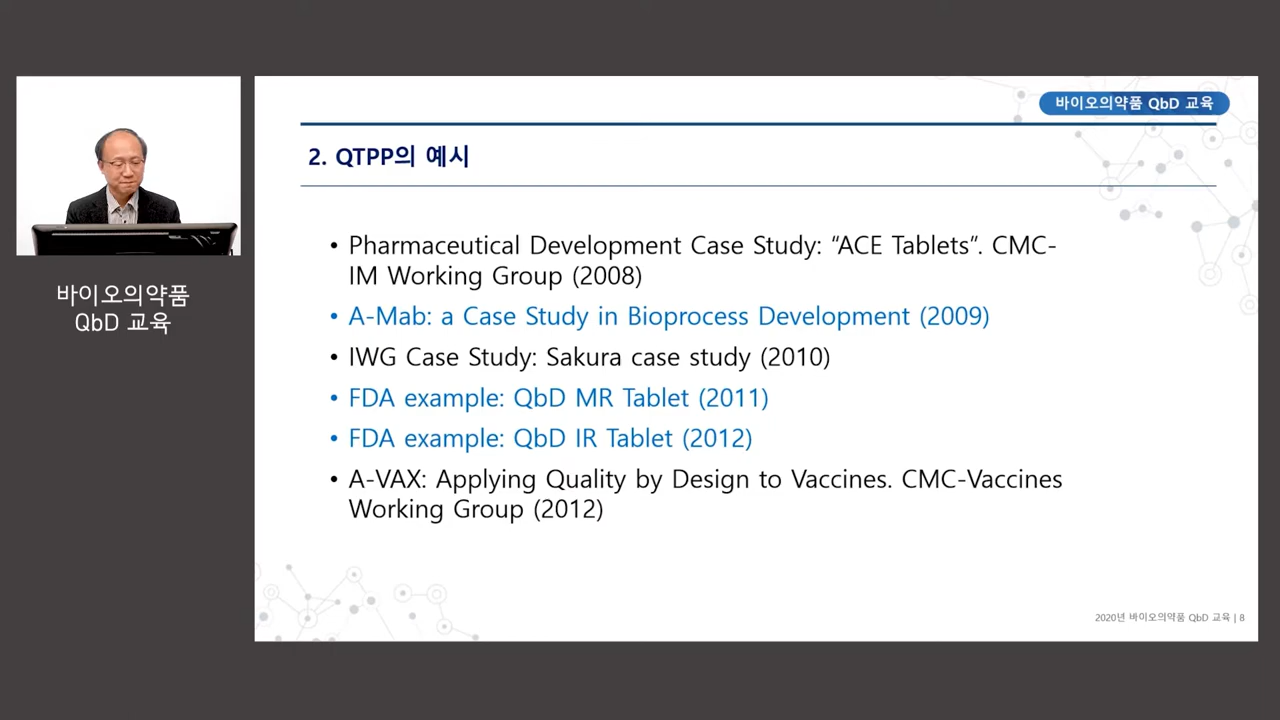 바이오의약품 QbD 교육
2. QTPP의 예시
• Pharmaceutical Development Case Study: “ACE Tablets”. CMC-
IM Working Group (2008)
• A-Mab: a Case Study in Bioprocess Development (2009)
• IWG Case Study: Sakura case study (2010)
• FDA example: QbD MR Tablet (2011)
• FDA example: QbD IR Tablet (2012)
• A-VAX: Applying Quality by Design to Vaccines. CMC-Vaccines
Working Group (2012)
2020년 바이오의약품 QbD 교육 | 8
바이오의약품
QbD 교육